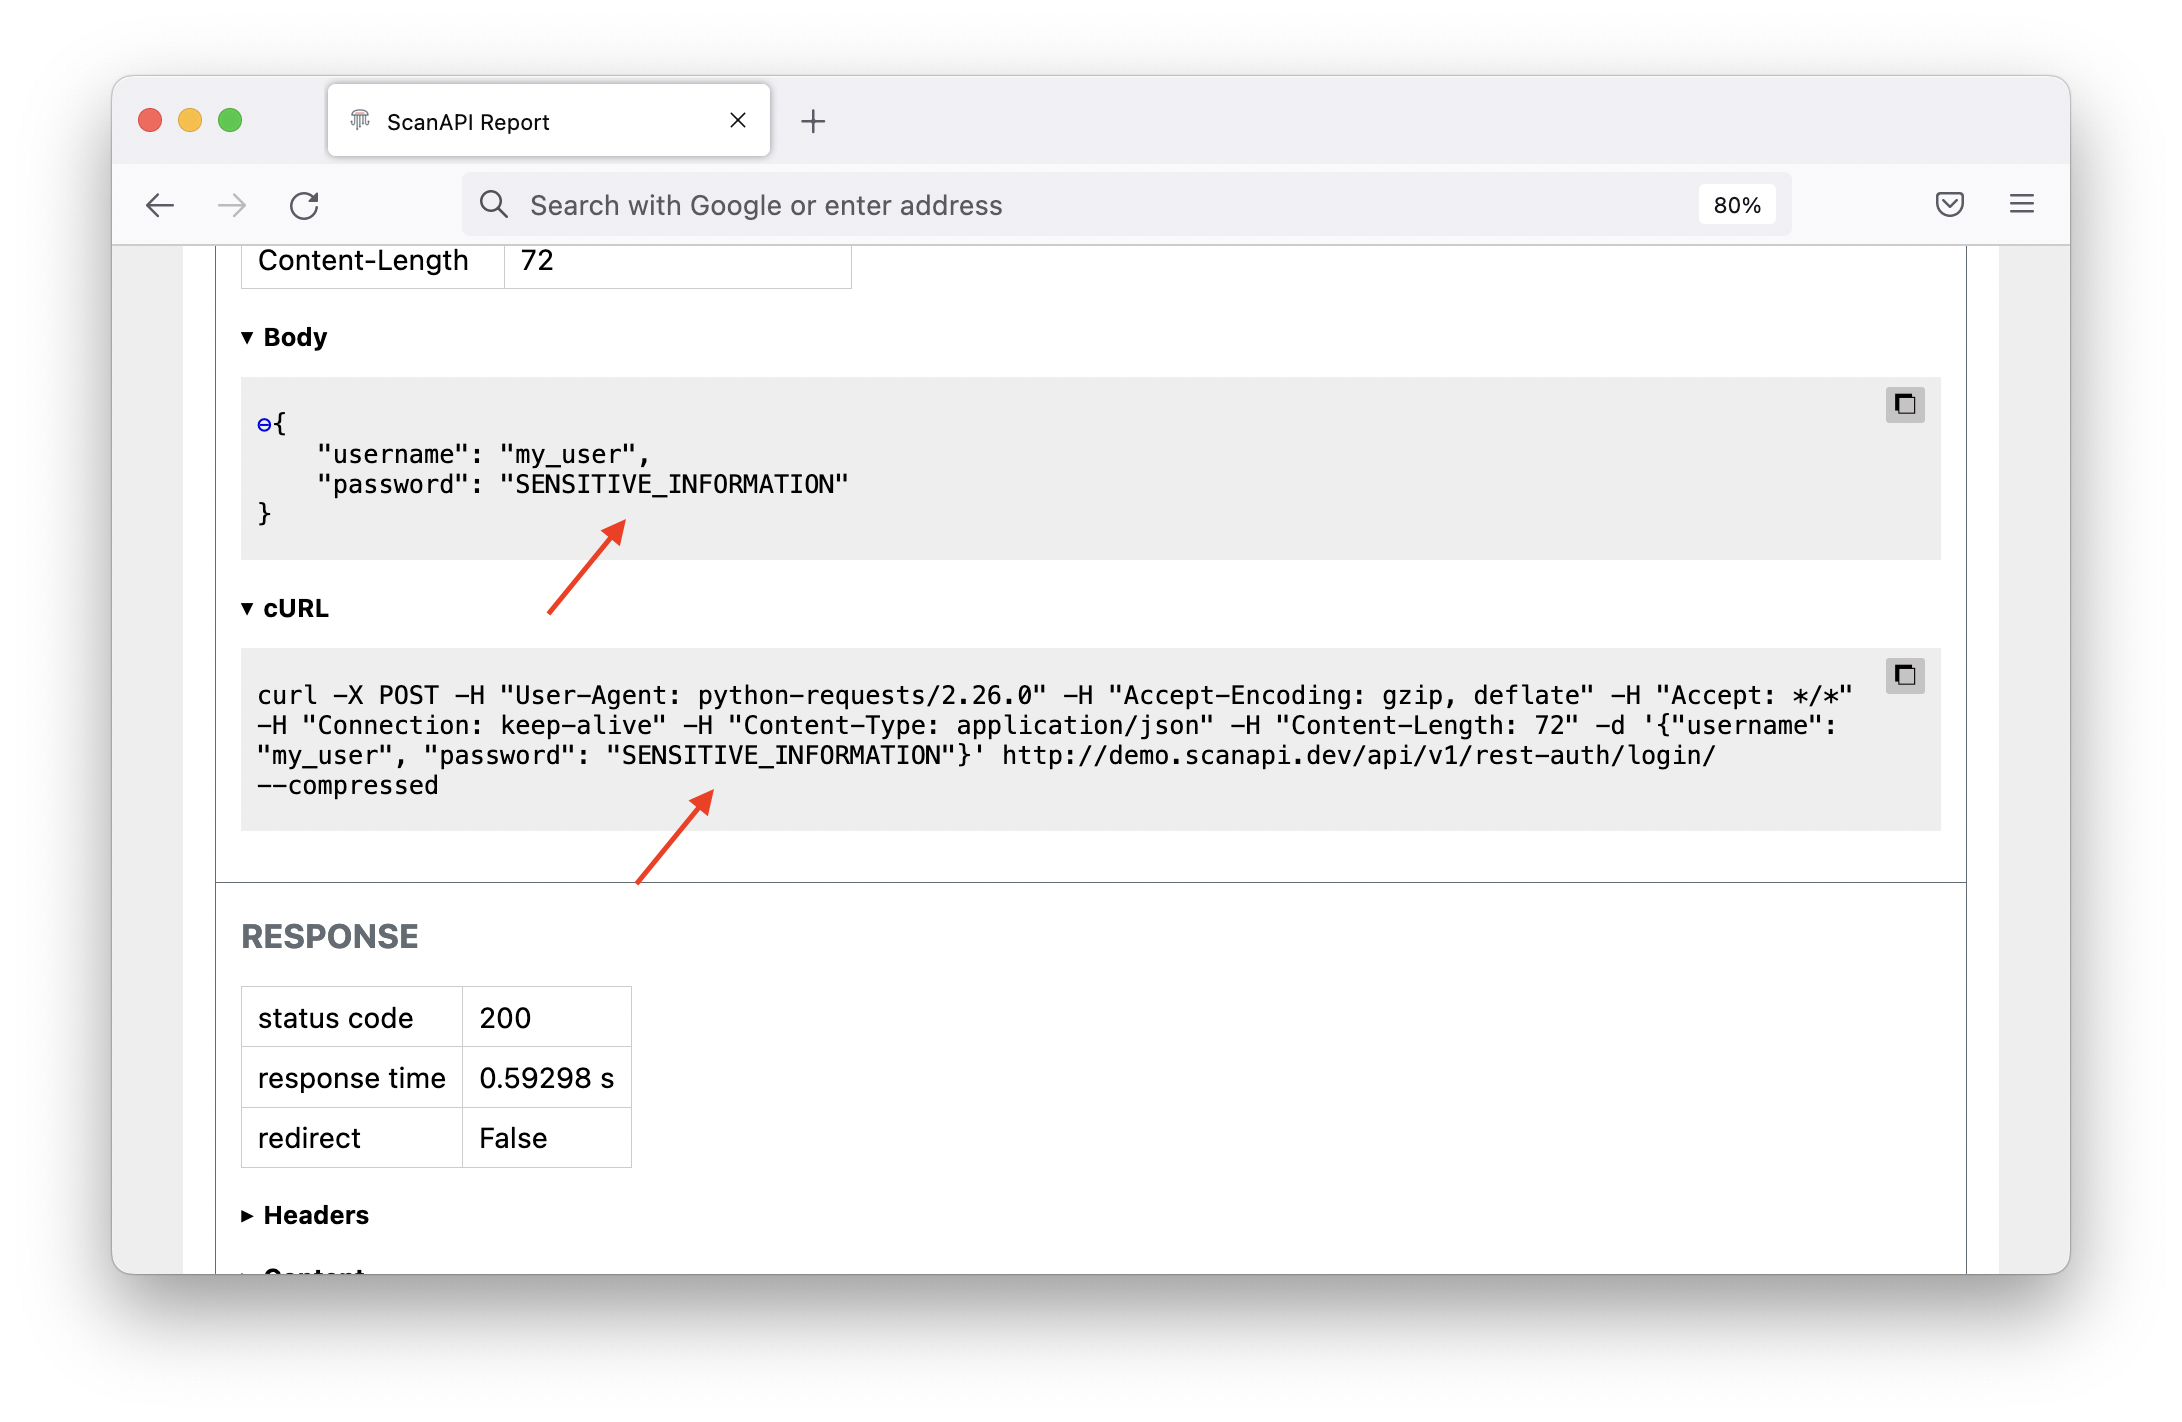 ScanAPI Report
Search with Google or enter address
80%
Content-Length 72
Body
{
"username": "my_user",
"password": "SENSITIVE_INFORMATION"
}
cURL
curl -X POST -H "User-Agent: python-requests/2.26.0" -H "Accept-Encoding: gzip, deflate" -H "Accept: */*"
-H "Connection: keep-alive" -H "Content-Type: application/json" -H "Content-Length: 72" -d '{"username":
"my_user", "password": "SENSITIVE_INFORMATION"}' http://demo.scanapi.dev/api/v1/rest-auth/login/
--compressed
RESPONSE
status code 200
response time 0.59298 s
redirect False
Headers
Content